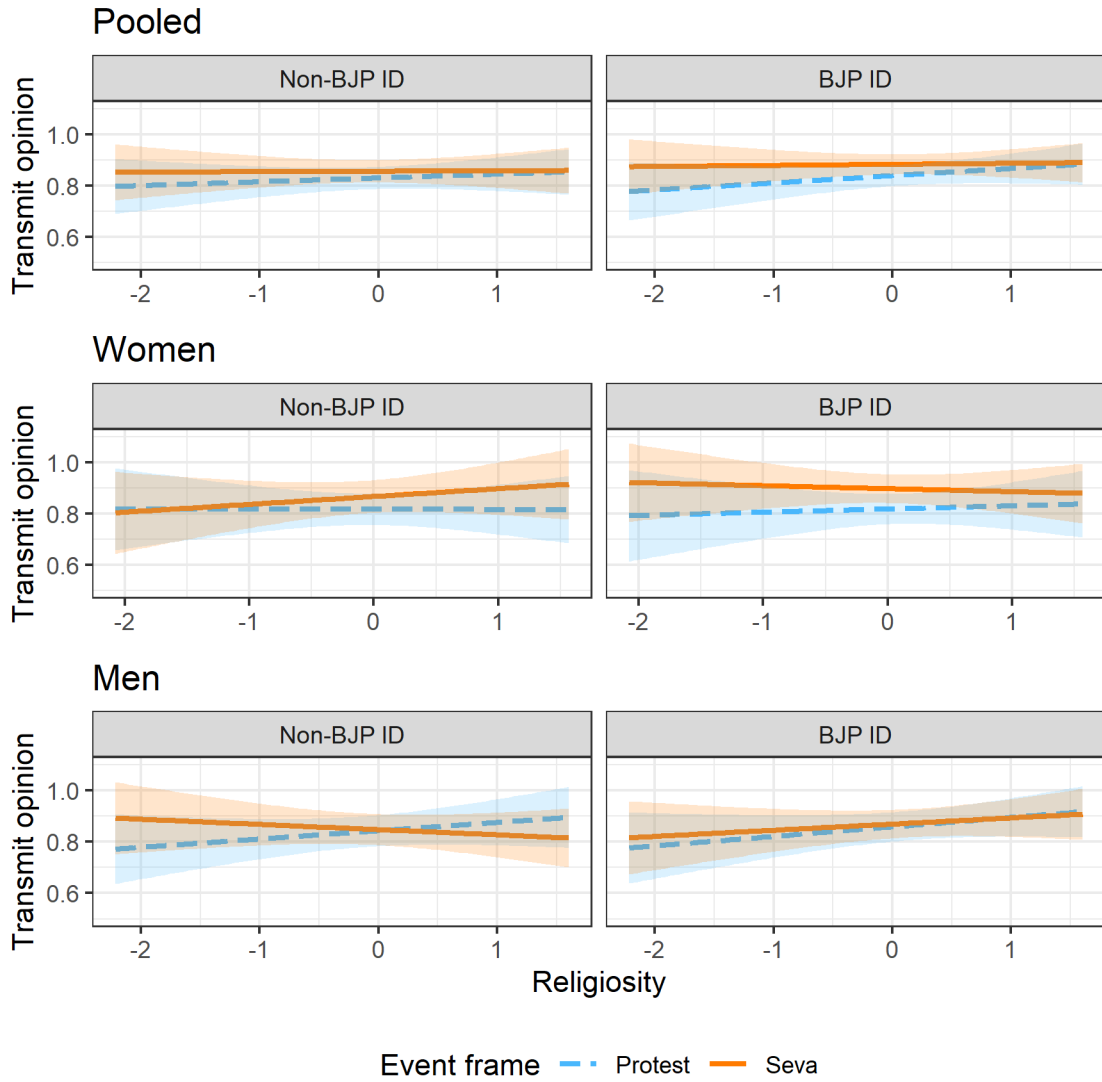 Pooled
Non-BJP ID
BJP ID
Transmit opinion
1.0
0.8
0.6
-2 -1 0 1
-2 -1 0 1
Women
Non-BJP ID
BJP ID
Transmit opinion
1.0
0.8
0.6
-2 -1 0 1
-2 -1 0 1
Men
Non-BJP ID
BJP ID
Transmit opinion
1.0
0.8
0.6
-2 -1 0 1
-2 -1 0 1
Religiosity
Event frame Protest Seva